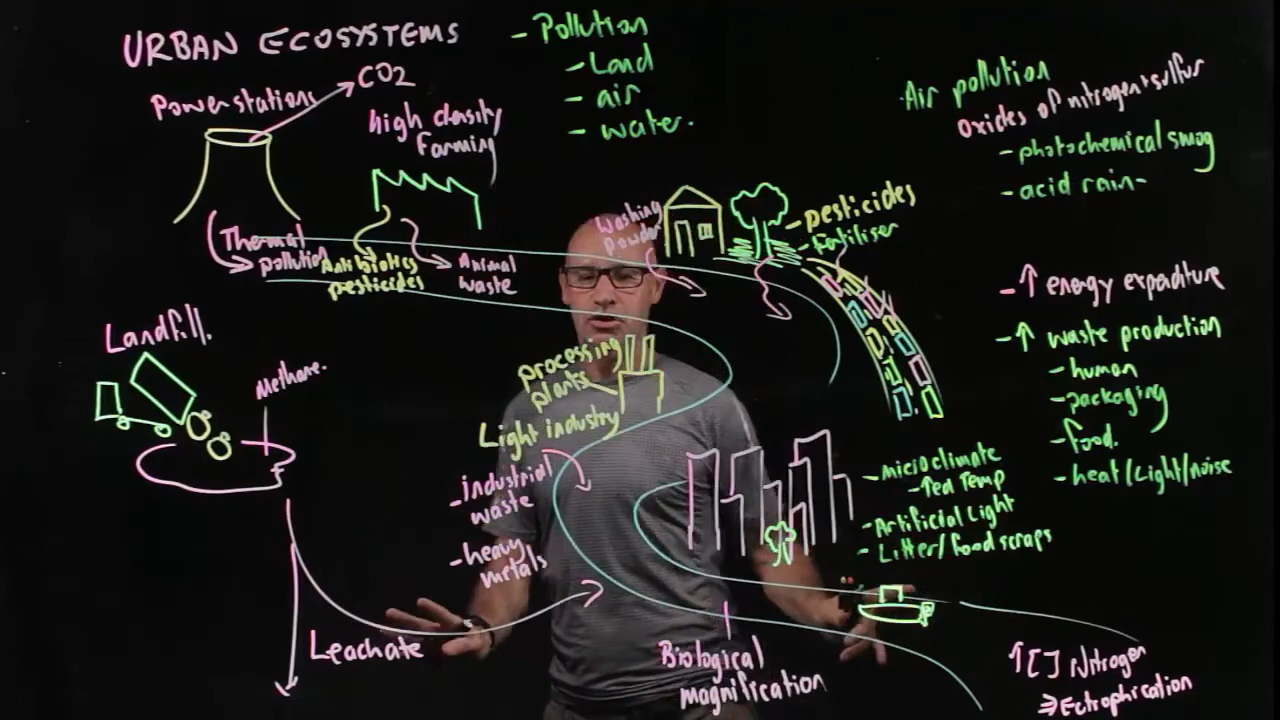 URBAN ECOSYSTEMS
- Pollution
- Land
- air
- water.
Power stations
CO2
high density
farming
Air pollution
oxides of nitrogen + sulfur
- photochemical smog
- acid rain-
Thermal
pollution
Antibiotics
pesticides
Animal
waste
Washing
powder
- pesticides
- Fertiliser
- ↑ energy expenditure
- ↑ waste production
- human
- packaging
- food.
- heat/Light/noise
Landfill.
Methane.
processing
plants
Light industry
- industrial
waste
- heavy
metals
- microclimate
- ↑ed Temp
- Artificial Light
- Litter/food scraps
Leachate
Biological
magnification
↑[ ] Nitrogen
⇒ Ectrophication